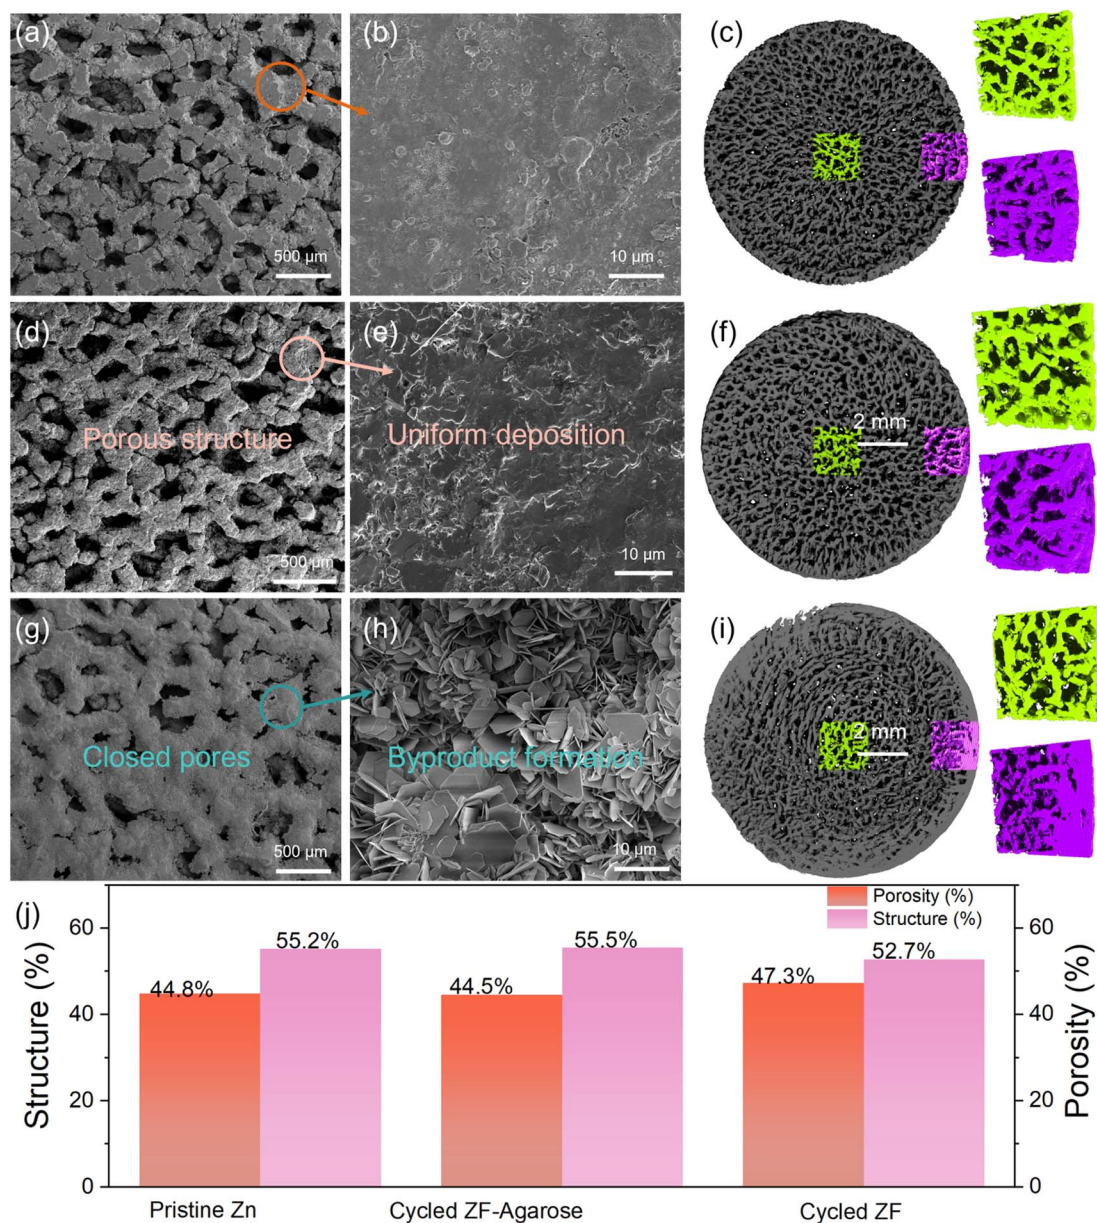 (a)
500 µm
(b)
10 µm
(c)
(d)
Porous structure
500 µm
(e)
Uniform deposition
10 µm
(f)
2 mm
(g)
Closed pores
500 µm
(h)
Byproduct formation
10 µm
(i)
2 mm
(j)
Porosity (%)
Structure (%)
Structure (%)
60
40
20
0
44.8%
55.2%
44.5%
55.5%
47.3%
52.7%
60
40
20
0
Porosity (%)
Pristine Zn
Cycled ZF-Agarose
Cycled ZF